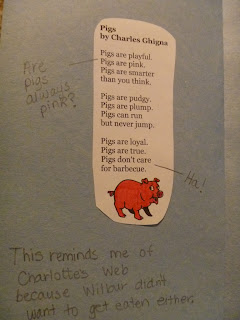 Pigs
by Charles Ghigna
Pigs are playful.
Pigs are pink.
Pigs are smarter
than you think.
Pigs are pudgy.
Pigs are plump.
Pigs can run
but never jump.
Pigs are loyal.
Pigs are true.
Pigs don't care
for barbecue.
Are
pigs
always
pink?
Ha!
This reminds me of
Charlotte's Web
because Wilbur didn't
want to get eaten either.